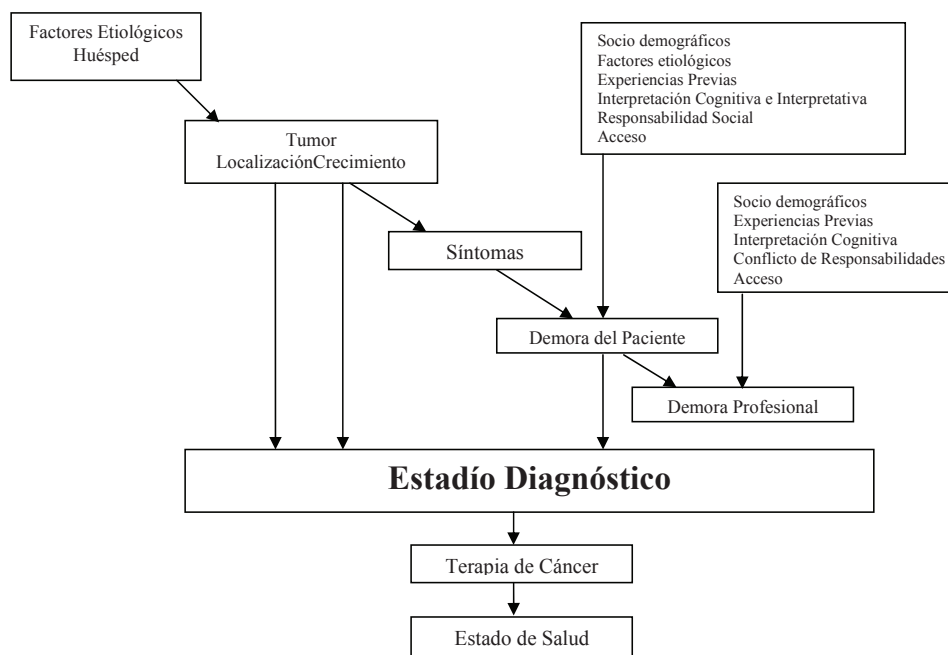 Factores Etiológicos
Huésped
Socio demográficos
Factores etiológicos
Experiencias Previas
Interpretación Cognitiva e Interpretativa
Responsabilidad Social
Acceso
Tumor
LocalizaciónCrecimiento
Socio demográficos
Experiencias Previas
Interpretación Cognitiva
Conflicto de Responsabilidades
Acceso
Síntomas
Demora del Paciente
Demora Profesional
Estadío Diagnóstico
Terapia de Cáncer
Estado de Salud